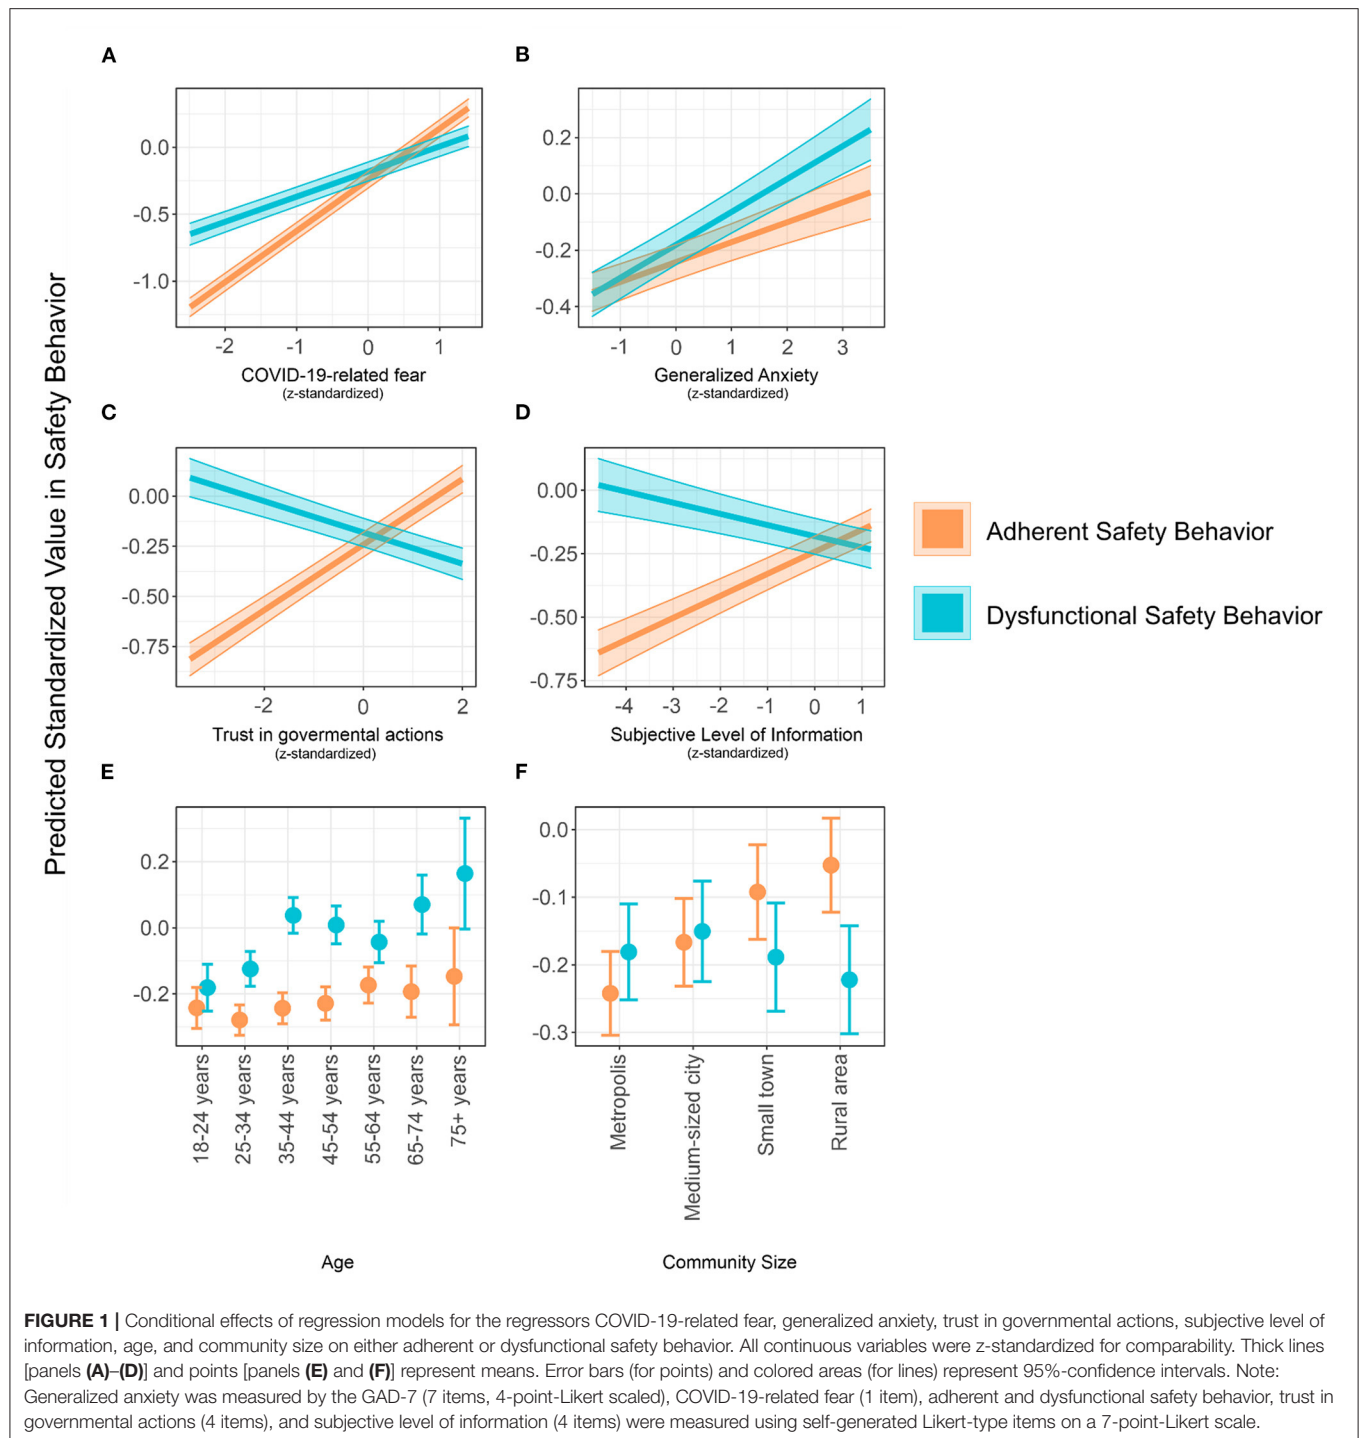 Predicted Standardized Value in Safety Behavior
A
0.0
-0.5
-1.0
-2 -1 0 1
COVID-19-related fear
(z-standardized)
B
0.2
0.0
-0.2
-0.4
-1 0 1 2 3
Generalized Anxiety
(z-standardized)
C
0.00
-0.25
-0.50
-0.75
-2 0 2
Trust in govermental actions
(z-standardized)
D
0.00
-0.25
-0.50
-0.75
-4 -3 -2 -1 0 1
Subjective Level of Information
(z-standardized)
Adherent Safety Behavior
Dysfunctional Safety Behavior
E
0.2
0.0
-0.2
18-24 years
25-34 years
35-44 years
45-54 years
55-64 years
65-74 years
75+ years
Age
F
0.0
-0.1
-0.2
-0.3
Metropolis
Medium-sized city
Small town
Rural area
Community Size
FIGURE 1 | Conditional effects of regression models for the regressors COVID-19-related fear, generalized anxiety, trust in governmental actions, subjective level of
information, age, and community size on either adherent or dysfunctional safety behavior. All continuous variables were z-standardized for comparability. Thick lines
[panels (A)–(D)] and points [panels (E) and (F)] represent means. Error bars (for points) and colored areas (for lines) represent 95%-confidence intervals. Note:
Generalized anxiety was measured by the GAD-7 (7 items, 4-point-Likert scaled), COVID-19-related fear (1 item), adherent and dysfunctional safety behavior, trust in
governmental actions (4 items), and subjective level of information (4 items) were measured using self-generated Likert-type items on a 7-point-Likert scale.